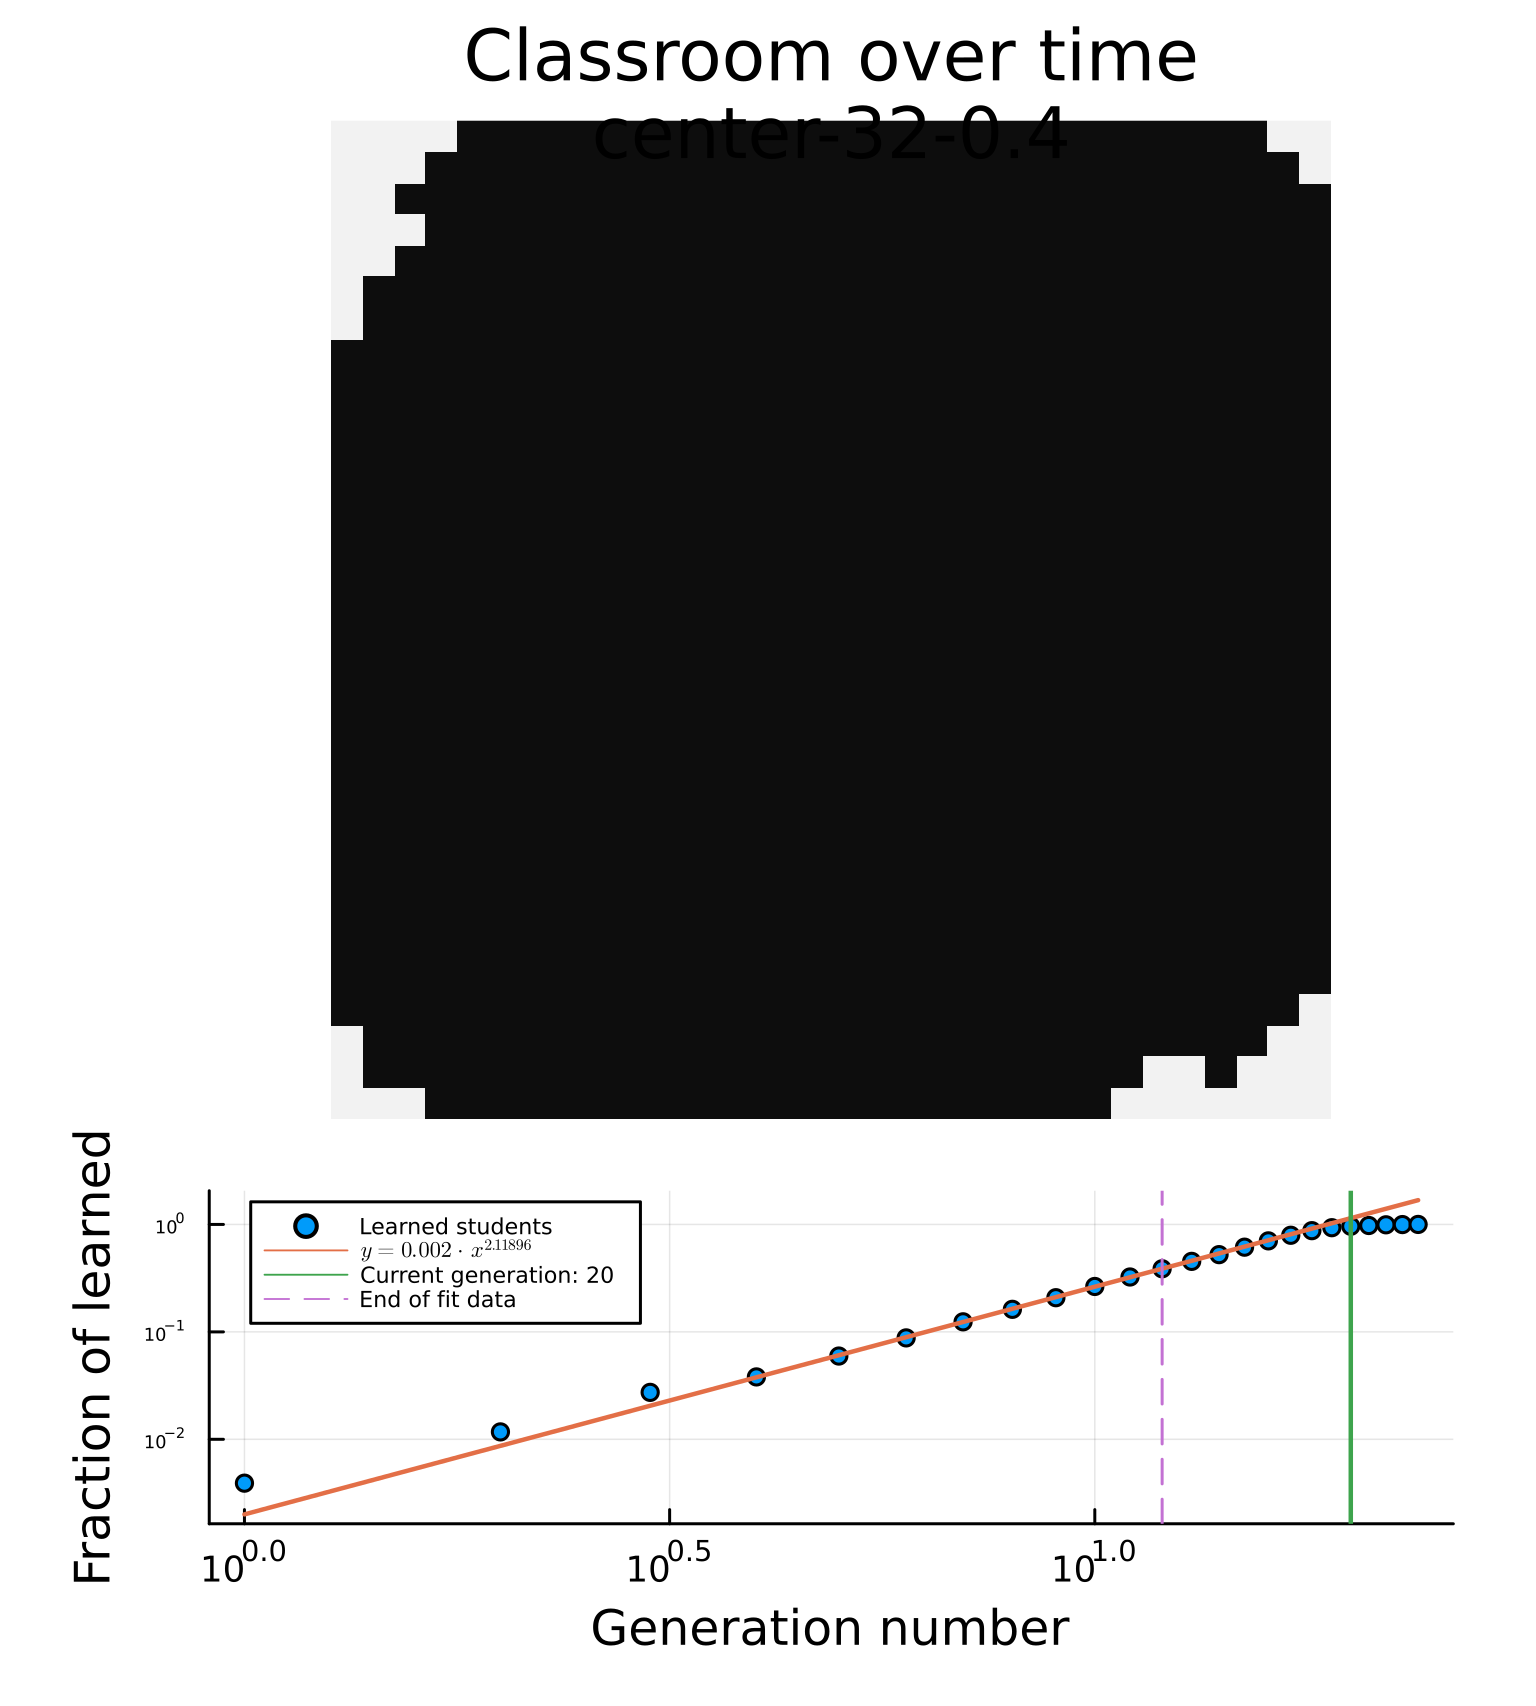 Classroom over time
center-32-0.4
Fraction of learned
10⁰
10⁻¹
10⁻²
Learned students
y = 0.002 · x^2.11896
Current generation: 20
End of fit data
10^0.0
10^0.5
10^1.0
Generation number